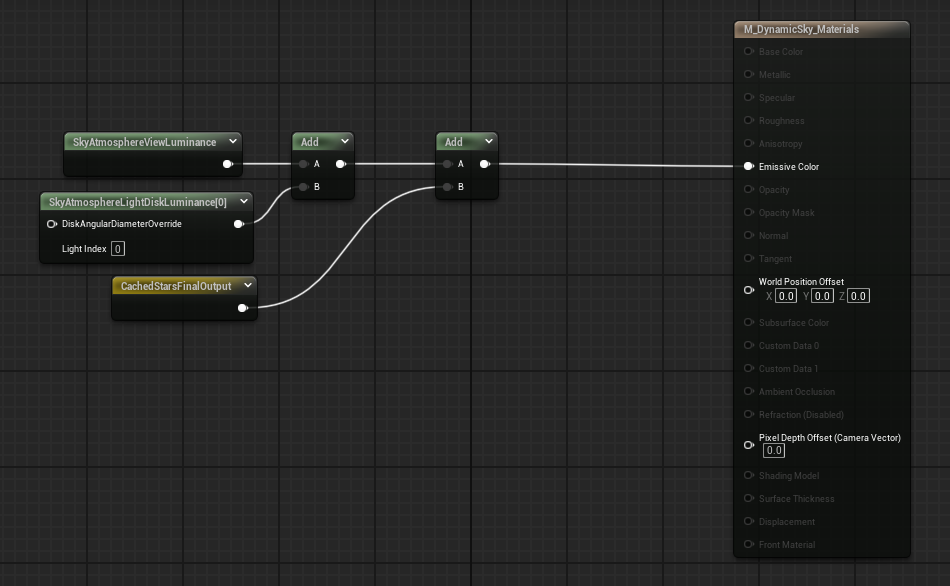 SkyAtmosphereViewLuminance
SkyAtmosphereLightDiskLuminance[0]
DiskAngularDiameterOverride
Light Index 0
CachedStarsFinalOutput
Add
A
B
Add
A
B
M_DynamicSky_Materials
Base Color
Metallic
Specular
Roughness
Anisotropy
Emissive Color
Opacity
Opacity Mask
Normal
Tangent
World Position Offset
X 0.0 Y 0.0 Z 0.0
Subsurface Color
Custom Data 0
Custom Data 1
Ambient Occlusion
Refraction (Disabled)
Pixel Depth Offset (Camera Vector)
0.0
Shading Model
Surface Thickness
Displacement
Front Material